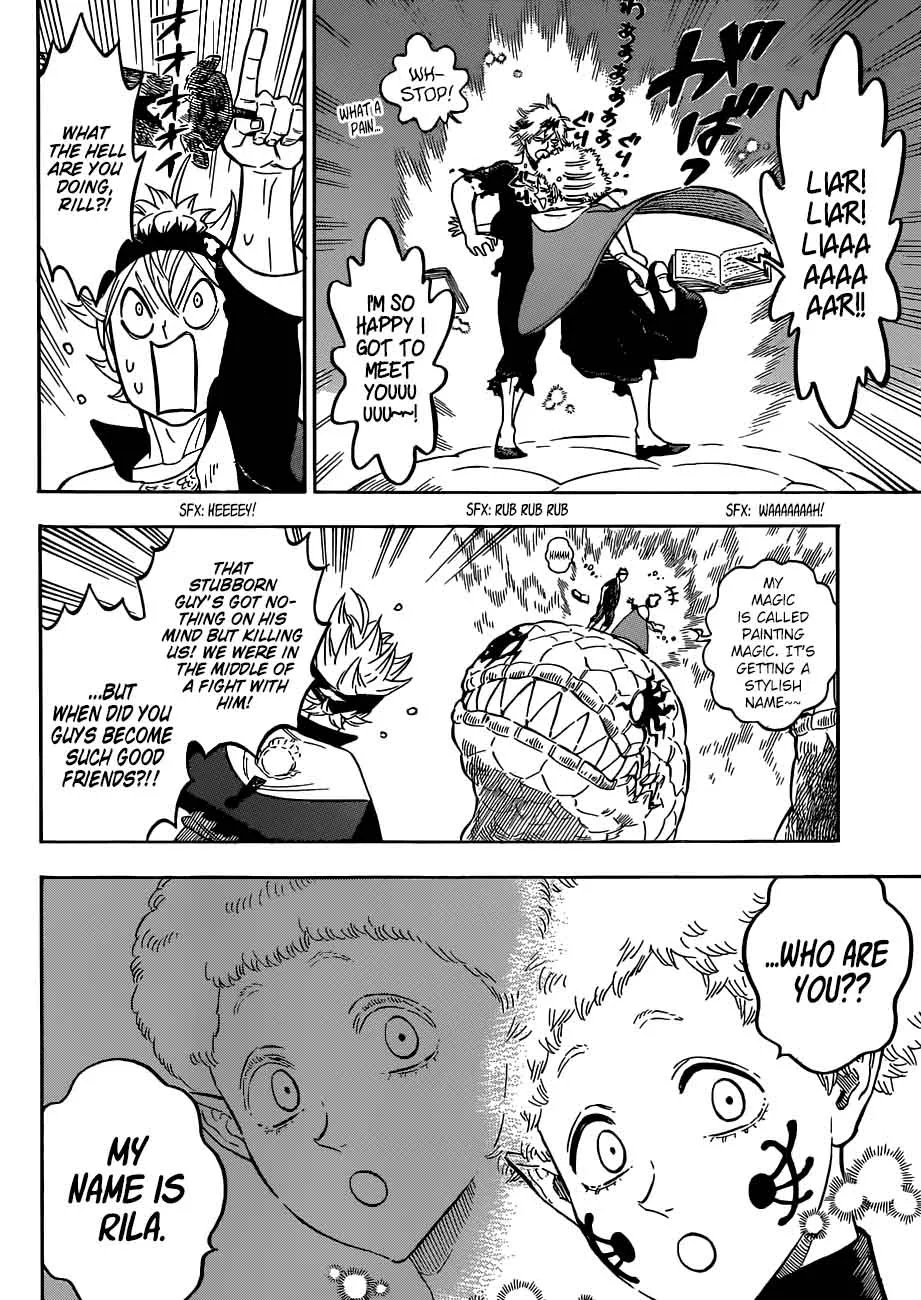 LIAR!
LIAR!
LIAAA
AAAAA
AAR!!
がばっ
WH-
STOP!
WHAT A
PAIN...
I'M SO
HAPPY I
GOT TO
MEET
YOUUU
UUU~~!
WHAT
THE HELL
ARE YOU
DOING,
RILL?!
SFX: WAAAAAAAH!
SFX: RUB RUB RUB
SFX: HEEEEY!
MY
MAGIC
IS CALLED
PAINTING
MAGIC. IT'S
GETTING A
STYLISH
NAME~~
THAT
STUBBORN
GUY'S GOT NO-
THING ON HIS
MIND BUT KILLING
US! WE WERE IN
THE MIDDLE OF
A FIGHT WITH
HIM!
...BUT
WHEN DID YOU
GUYS BECOME
SUCH GOOD
FRIENDS?!!
...WHO ARE
YOU??
MY
NAME IS
RILA.